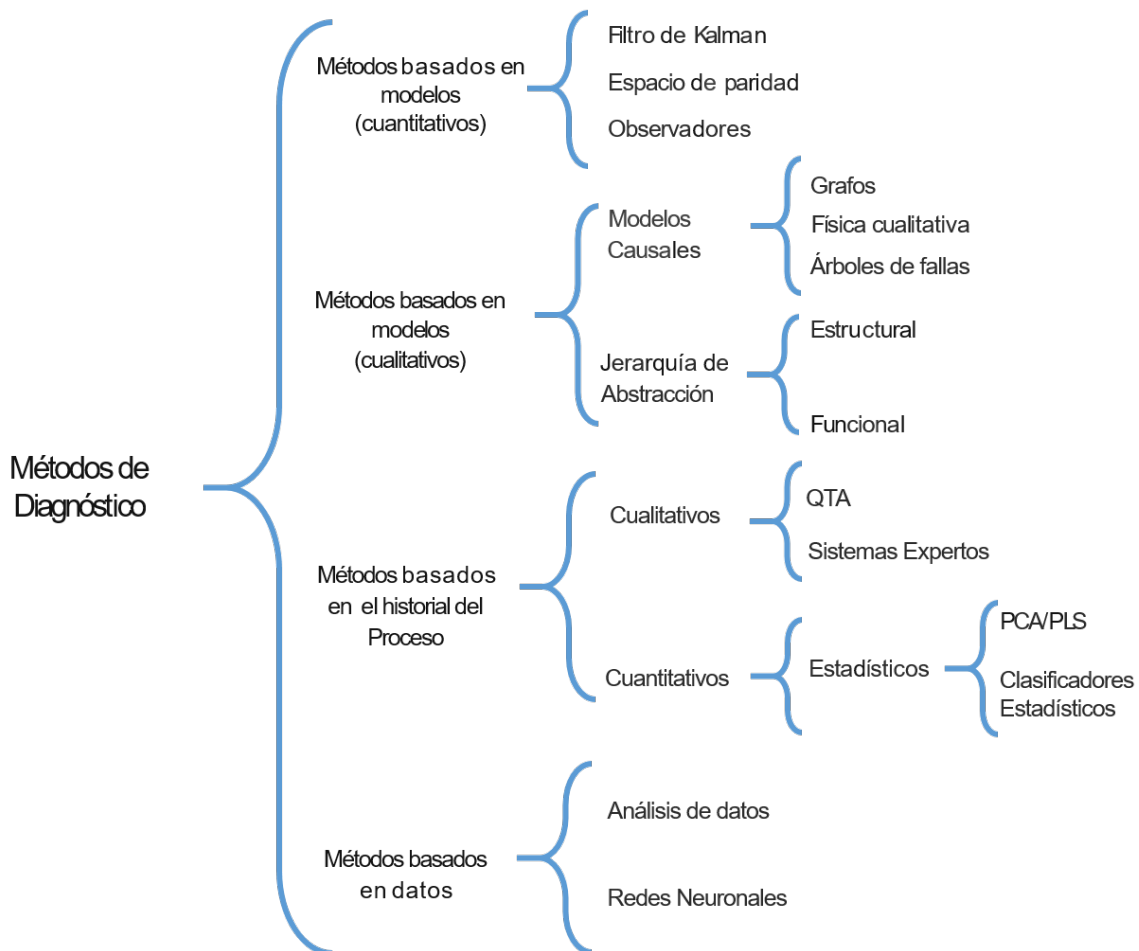 Métodos de
Diagnóstico
Métodos basados en
modelos
(cuantitativos)
Filtro de Kalman
Espacio de paridad
Observadores
Métodos basados en
modelos
(cualitativos)
Modelos
Causales
Grafos
Física cualitativa
Árboles de fallas
Jerarquía de
Abstracción
Estructural
Funcional
Métodos basados
en el historial del
Proceso
Cualitativos
QTA
Sistemas Expertos
Cuantitativos
Estadísticos
PCA/PLS
Clasificadores
Estadísticos
Métodos basados
en datos
Análisis de datos
Redes Neuronales